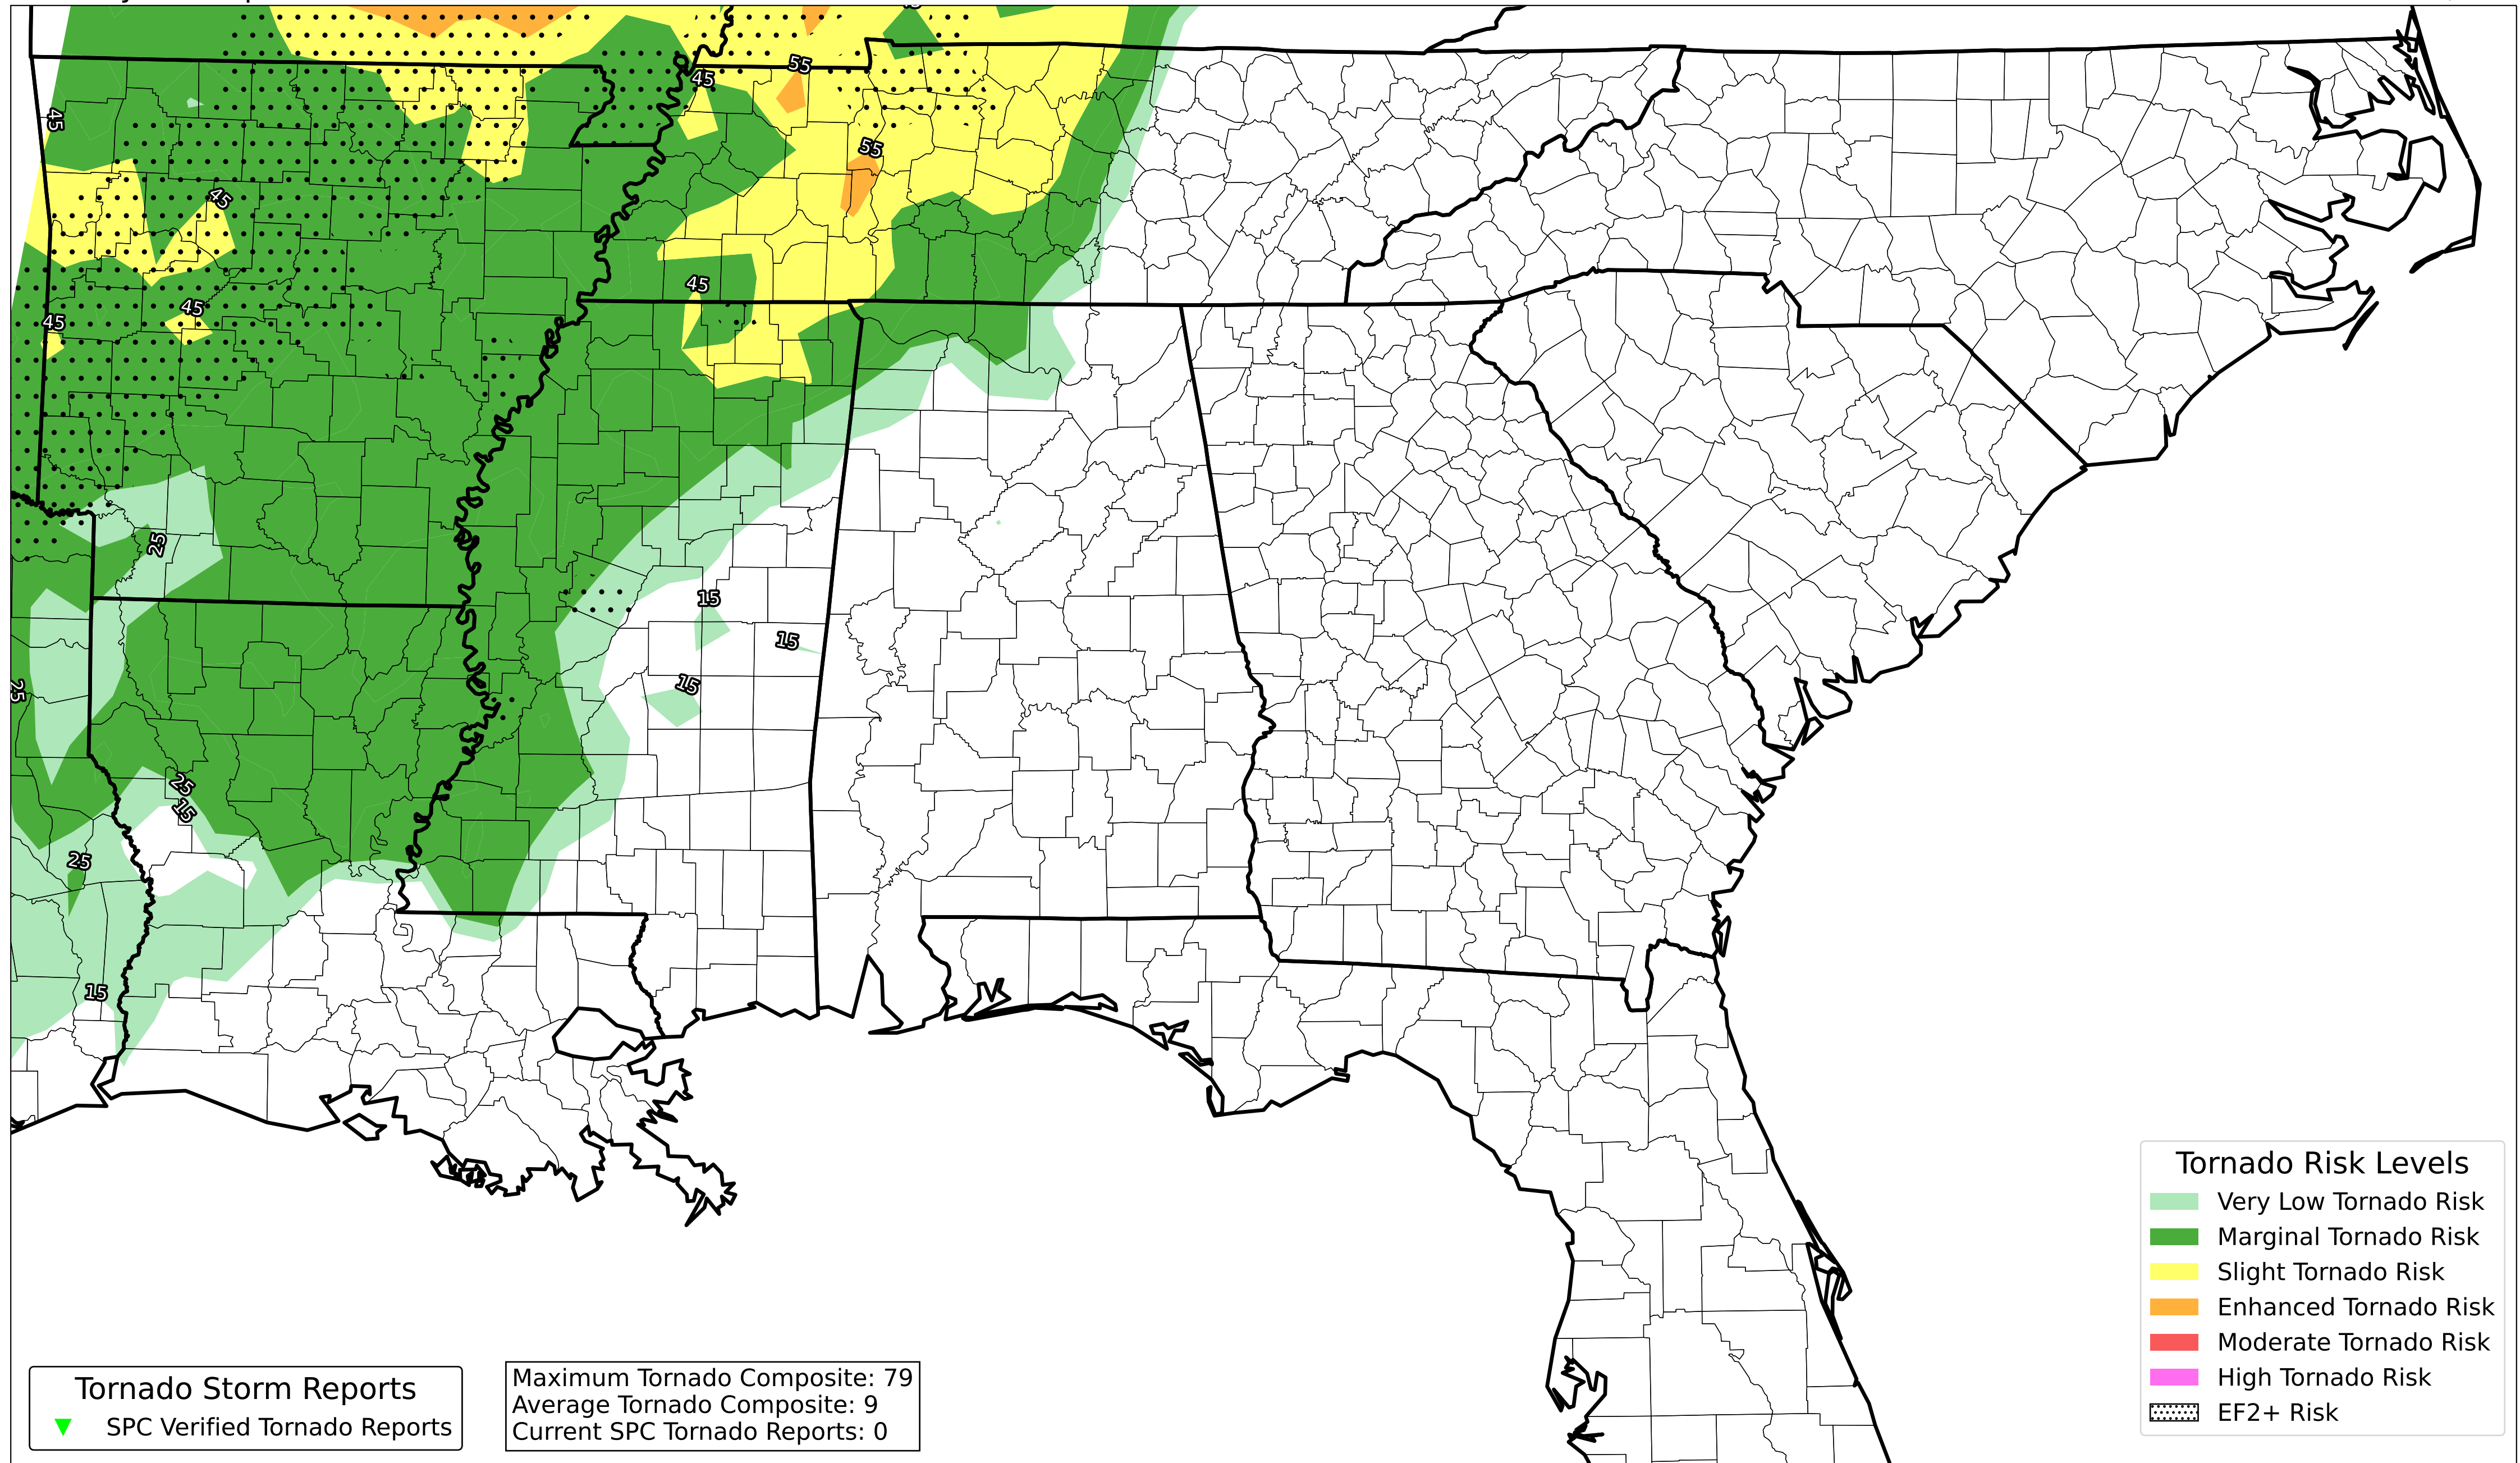 45
55
45
45
55
45
45
45
45
25
15
15
25
15
25
15
25
15
Tornado Risk Levels
Very Low Tornado Risk
Marginal Tornado Risk
Slight Tornado Risk
Enhanced Tornado Risk
Moderate Tornado Risk
High Tornado Risk
EF2+ Risk
Tornado Storm Reports
SPC Verified Tornado Reports
Maximum Tornado Composite: 79
Average Tornado Composite: 9
Current SPC Tornado Reports: 0